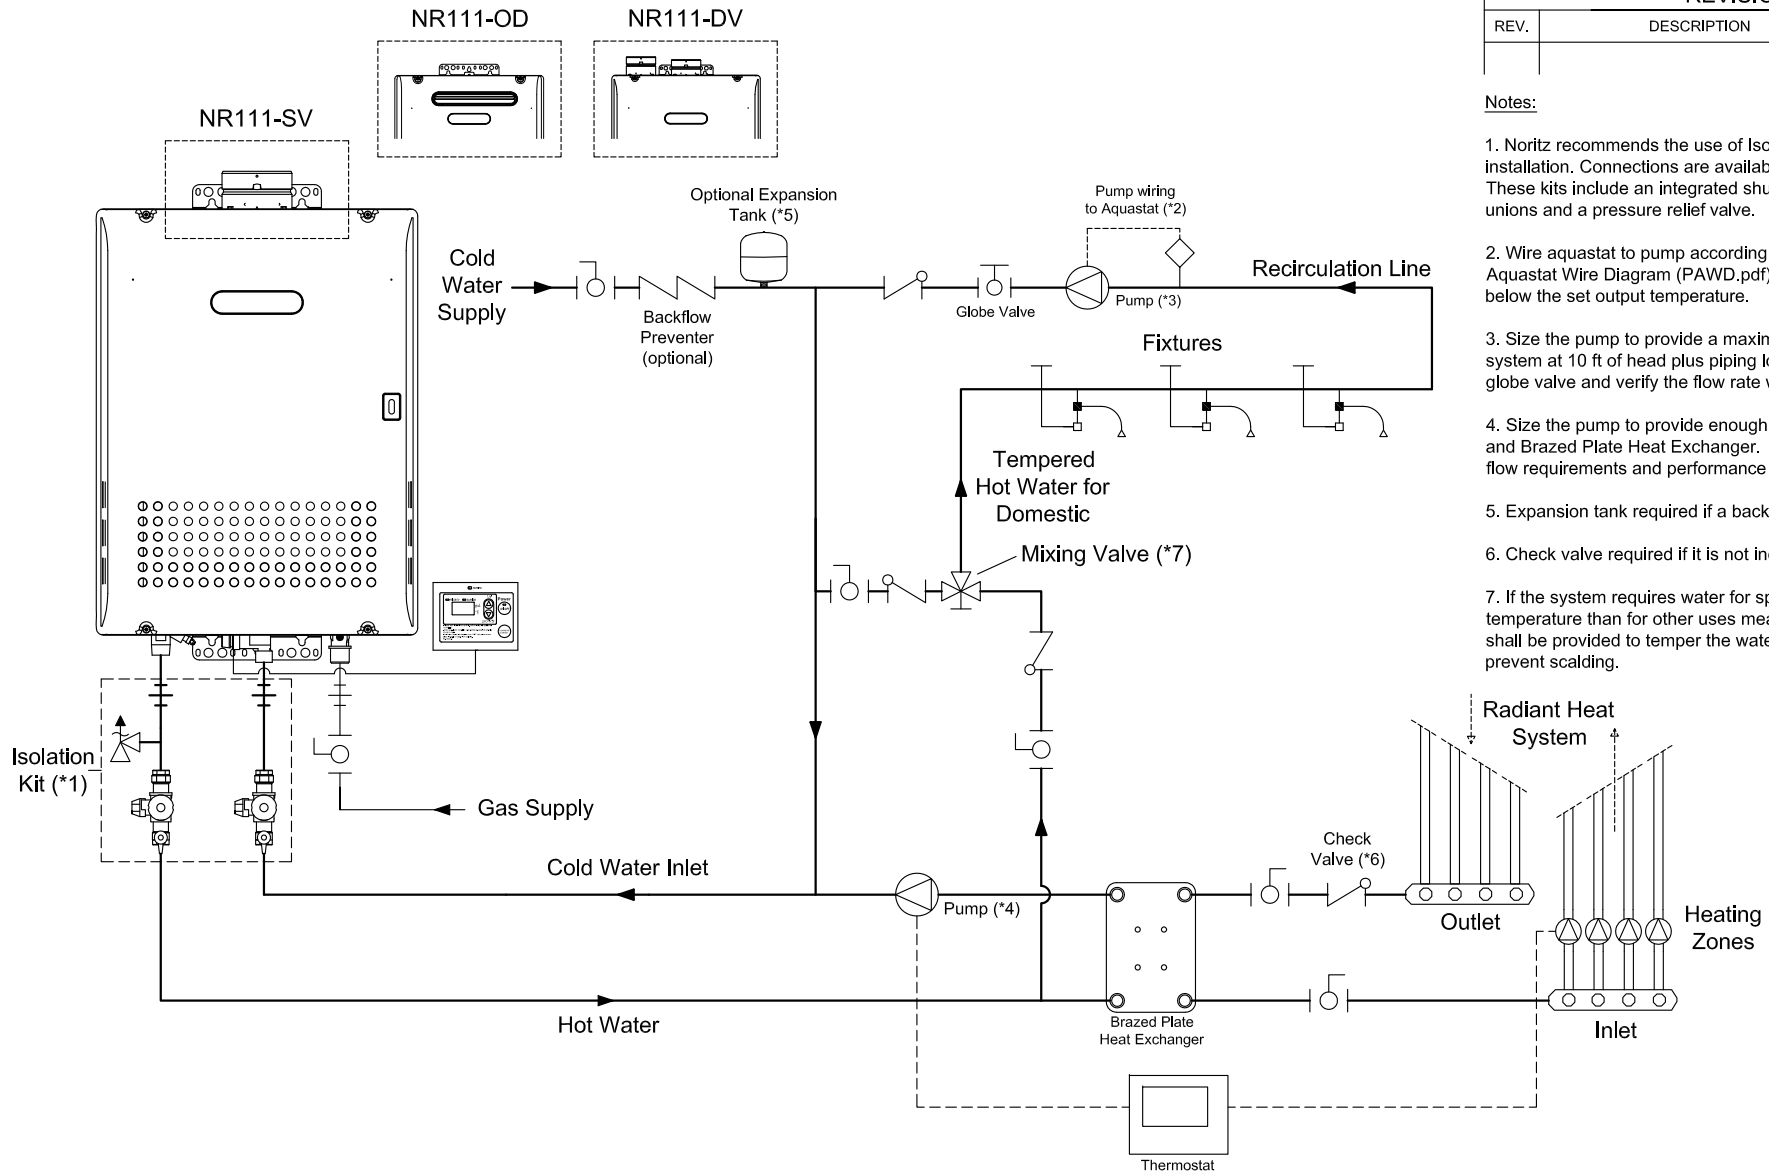 NR111-OD
NR111-DV
NR111-SV
REV.
DESCRIPTION
Notes:
1. Noritz recommends the use of Iso
installation. Connections are availab
These kits include an integrated shu
unions and a pressure relief valve.
2. Wire aquastat to pump according
Aquastat Wire Diagram (PAWD.pdf)
below the set output temperature.
3. Size the pump to provide a maxim
system at 10 ft of head plus piping lo
globe valve and verify the flow rate w
4. Size the pump to provide enough
and Brazed Plate Heat Exchanger.
flow requirements and performance
5. Expansion tank required if a back
6. Check valve required if it is not inc
7. If the system requires water for sp
temperature than for other uses mea
shall be provided to temper the wate
prevent scalding.
Optional Expansion
Tank (*5)
Pump wiring
to Aquastat (*2)
Cold
Water
Supply
Backflow
Preventer
(optional)
Globe Valve
Pump (*3)
Recirculation Line
Fixtures
Tempered
Hot Water for
Domestic
Mixing Valve (*7)
Isolation
Kit (*1)
Gas Supply
Cold Water Inlet
Hot Water
Pump (*4)
Brazed Plate
Heat Exchanger
Check
Valve (*6)
Radiant Heat
System
Outlet
Heating
Zones
Inlet
Thermostat